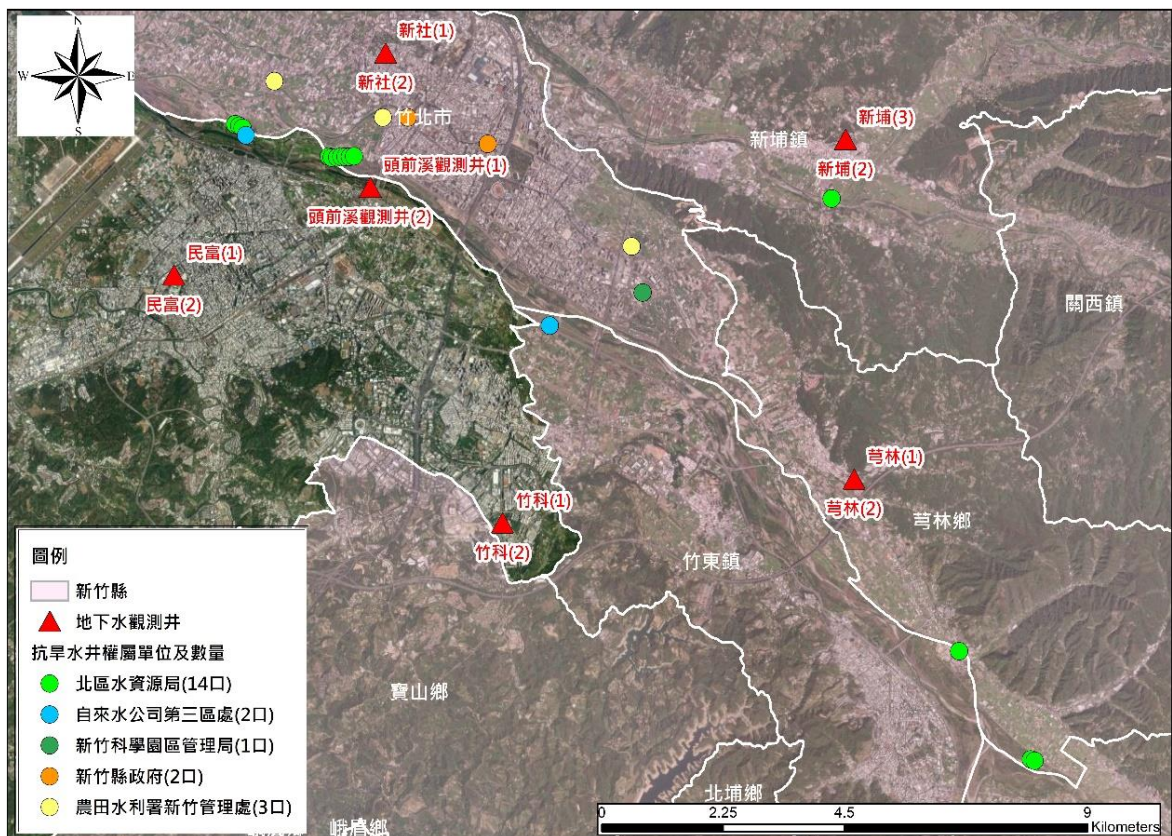 N
W
E
S
新社(1)
新社(2)
竹北市
頭前溪觀測井(1)
頭前溪觀測井(2)
新埔鎮
新埔(3)
新埔(2)
民富(1)
民富(2)
關西鎮
芎林(1)
芎林(2)
芎林鄉
竹科(1)
竹科(2)
竹東鎮
寶山鄉
北埔鄉
峨眉鄉
圖例
新竹縣
地下水觀測井
抗旱水井權屬單位及數量
北區水資源局(14口)
自來水公司第三區處(2口)
新竹科學園區管理局(1口)
新竹縣政府(2口)
農田水利署新竹管理處(3口)
0 2.25 4.5 9
Kilometers